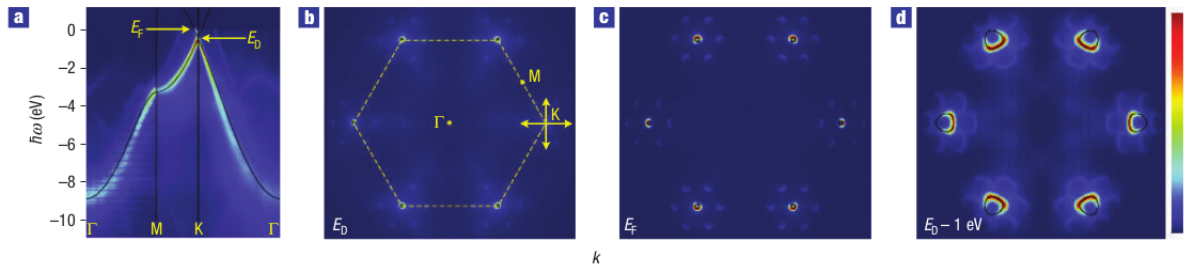 a
b
c
d
0
−2
−4
−6
−8
−10
ħω (eV)
E_F
E_D
Γ M K Γ
Γ
M
K
E_D
E_F
E_D − 1 eV
k